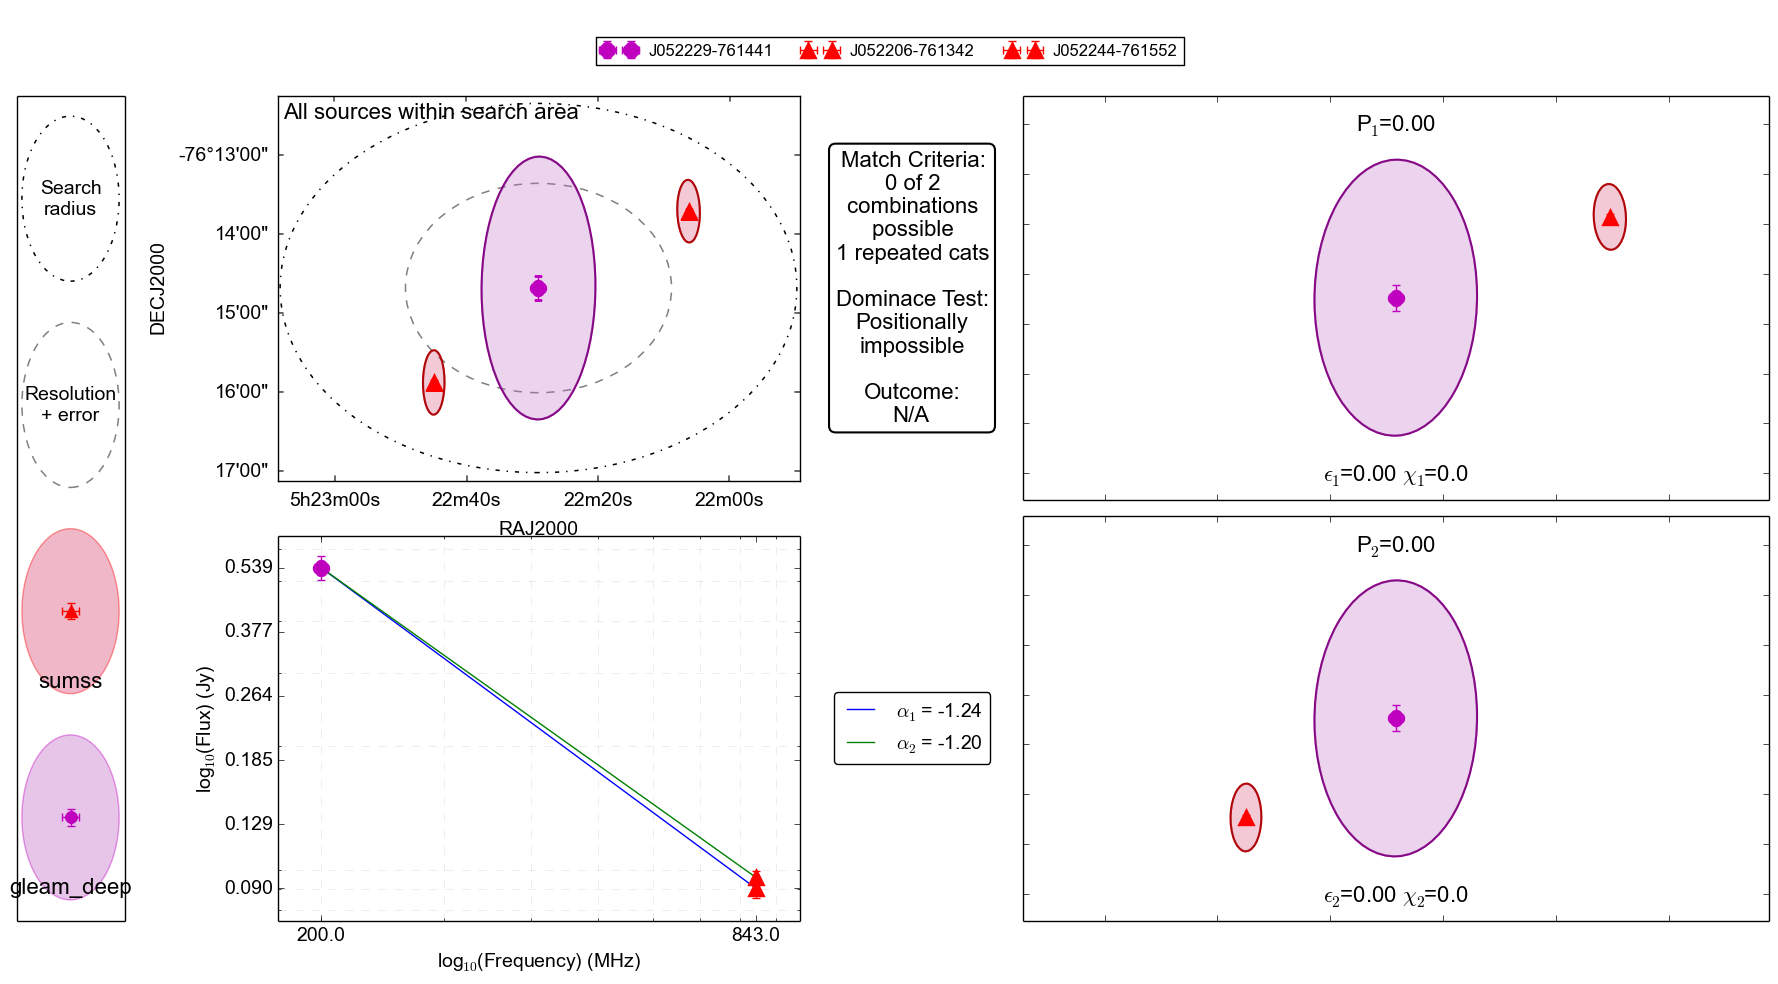 J052229-761441 J052206-761342 J052244-761552
Search
radius
Resolution
+ error
sumss
gleam_deep
All sources within search area
DECJ2000
-76°13'00"
14'00"
15'00"
16'00"
17'00"
5h23m00s 22m40s 22m20s 22m00s
RAJ2000
Match Criteria:
0 of 2
combinations
possible
1 repeated cats
Dominace Test:
Positionally
impossible
Outcome:
N/A
P₁=0.00
ϵ₁=0.00 χ₁=0.0
log₁₀(Flux) (Jy)
0.539
0.377
0.264
0.185
0.129
0.090
200.0 843.0
log₁₀(Frequency) (MHz)
α₁ = -1.24
α₂ = -1.20
P₂=0.00
ϵ₂=0.00 χ₂=0.0